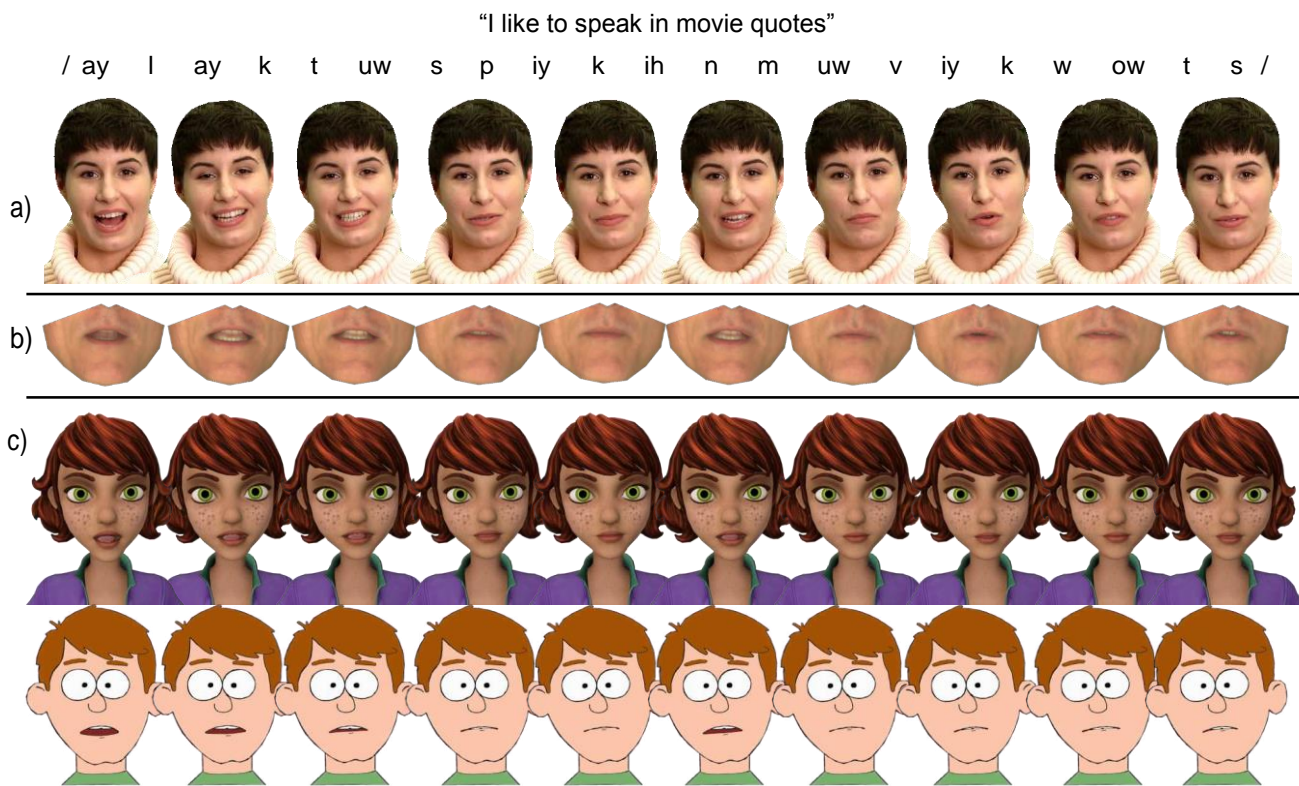 “I like to speak in movie quotes”
/ ay l ay k t uw s p iy k ih n m uw v iy k w ow t s /
a)
b)
c)